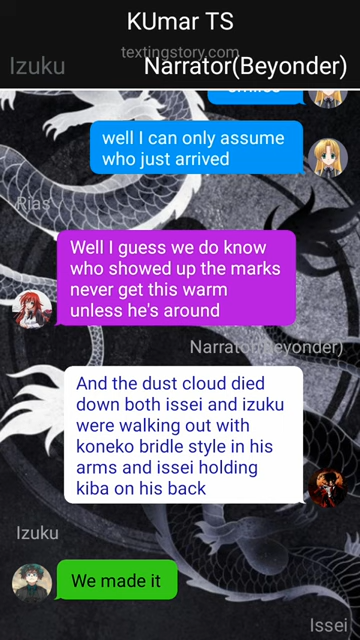 KUmar TS
textingstory.com
Izuku
Narrator(Beyonder)
well I can only assume
who just arrived
Rias
Well I guess we do know
who showed up the marks
never get this warm
unless he's around
Narrator(Beyonder)
And the dust cloud died
down both issei and izuku
were walking out with
koneko bridle style in his
arms and issei holding
kiba on his back
Izuku
We made it
Issei